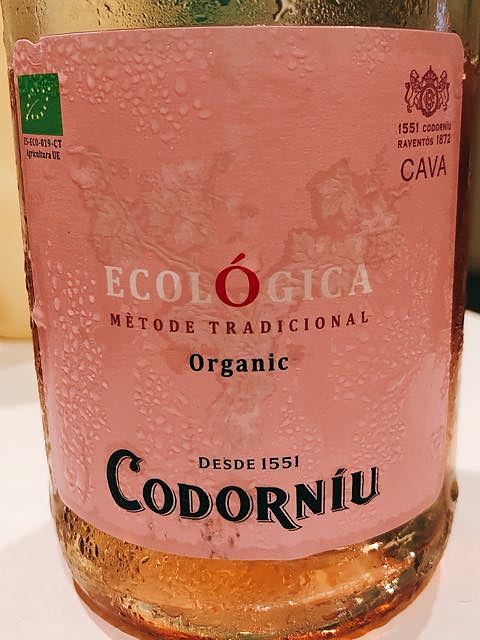 ES-ECO-019-CT
Agricultura UE
1551 CODORNÍU
RAVENTÓS 1872
CAVA
ECOLÓGICA
MÈTODE TRADICIONAL
Organic
DESDE 1551
CODORNÍU